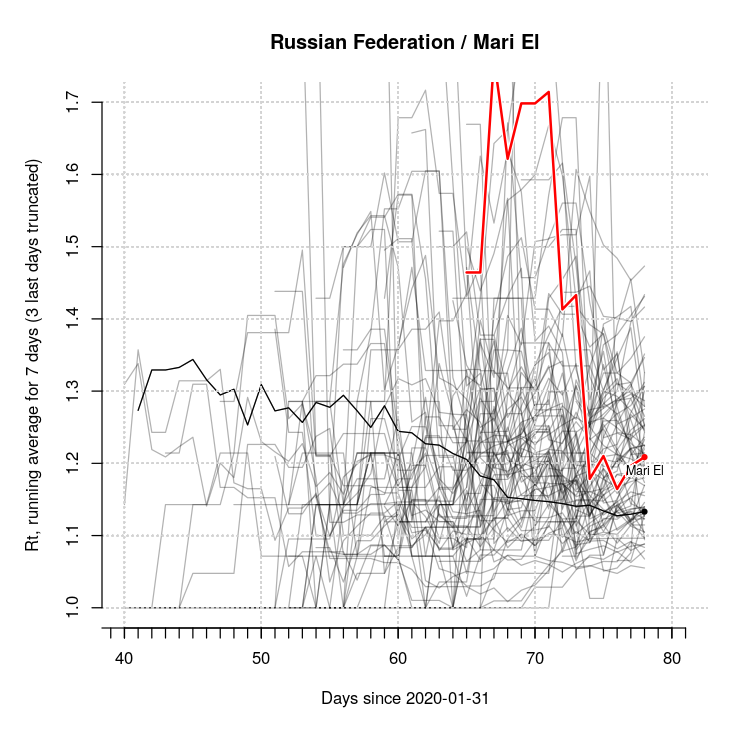 Russian Federation / Mari El
Rt, running average for 7 days (3 last days truncated)
1.7
1.6
1.5
1.4
1.3
1.2
1.1
1.0
Mari El
40 50 60 70 80
Days since 2020-01-31